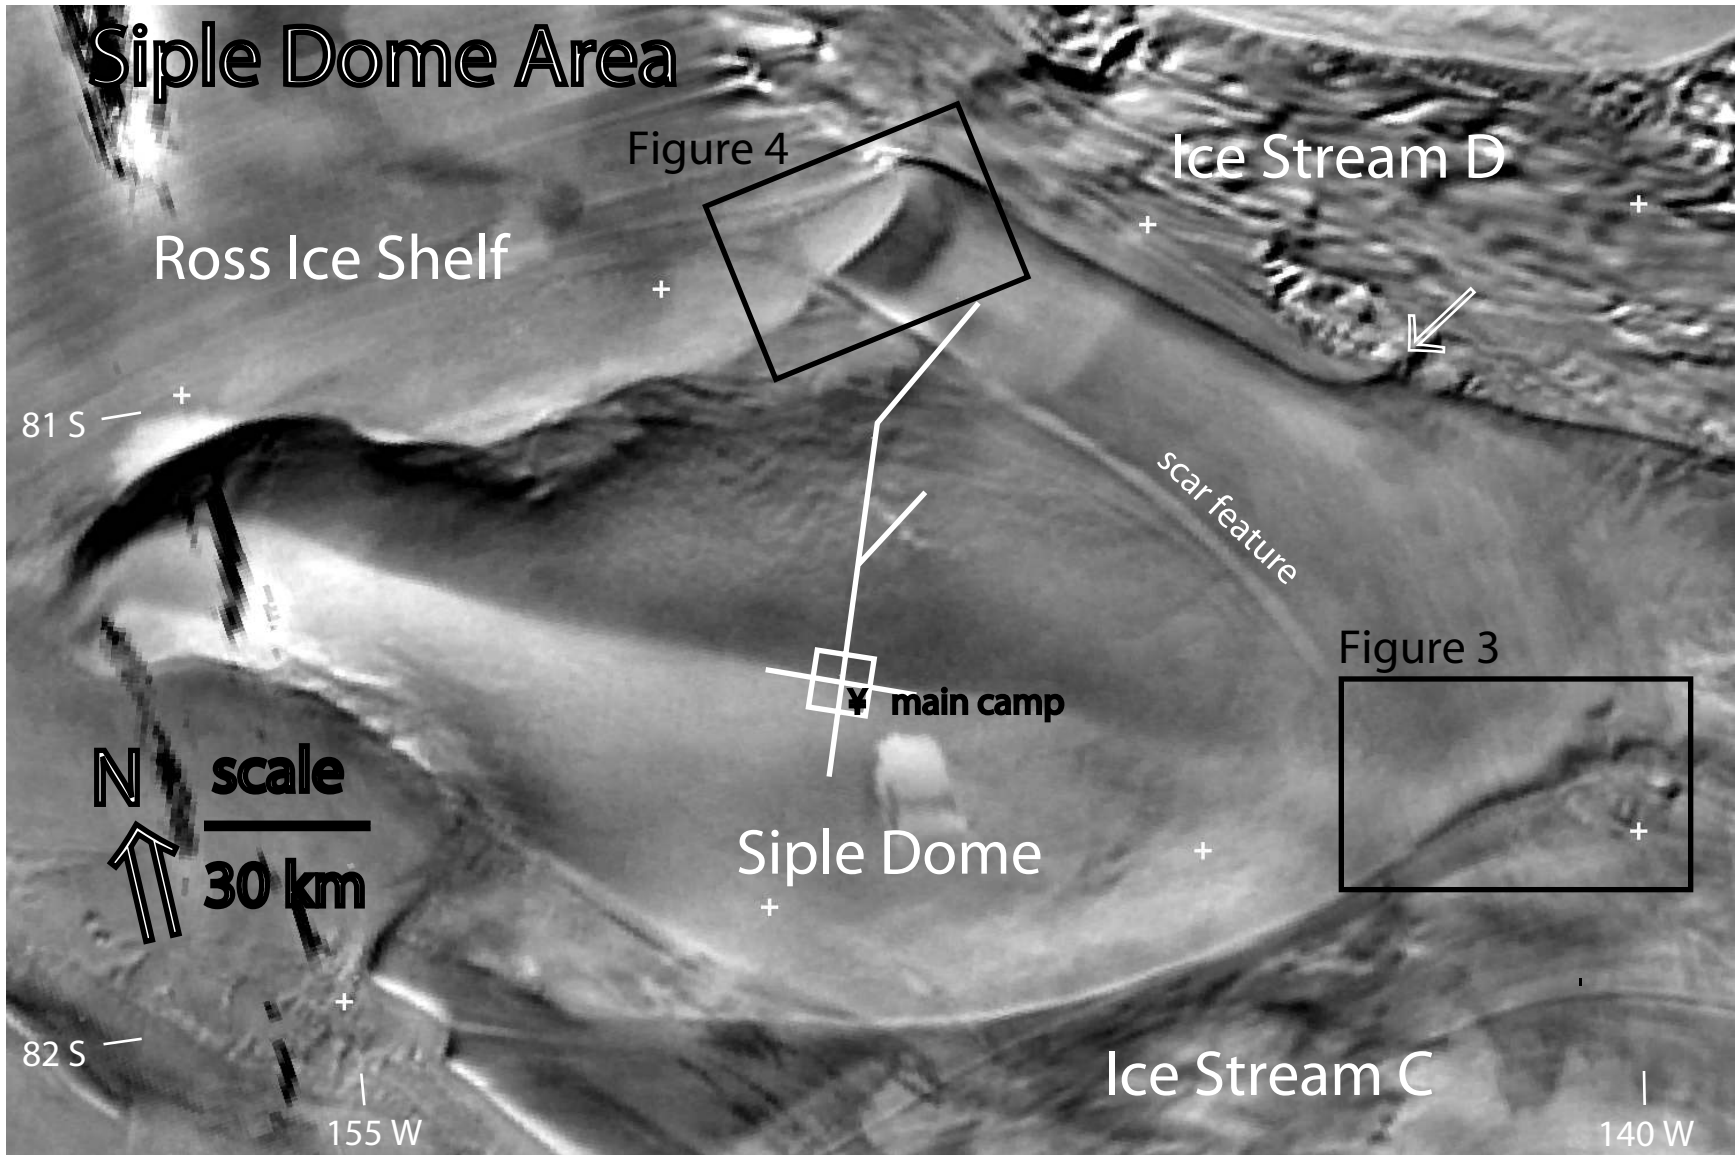 Siple Dome Area
Figure 4
Ice Stream D
Ross Ice Shelf
81 S
scar feature
Figure 3
¥ main camp
N
scale
30 km
Siple Dome
82 S
Ice Stream C
155 W
140 W